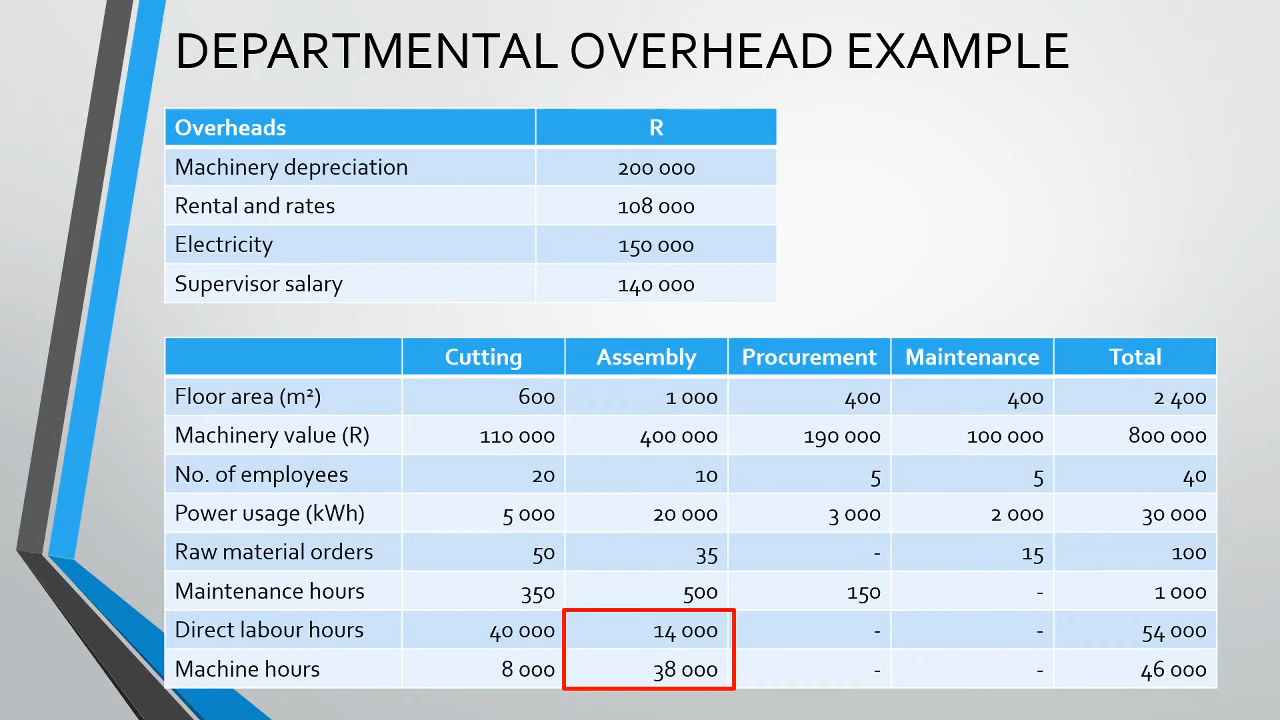 DEPARTMENTAL OVERHEAD EXAMPLE
Overheads R
Machinery depreciation 200 000
Rental and rates 108 000
Electricity 150 000
Supervisor salary 140 000
Cutting Assembly Procurement Maintenance Total
Floor area (m²) 600 1 000 400 400 2 400
Machinery value (R) 110 000 400 000 190 000 100 000 800 000
No. of employees 20 10 5 5 40
Power usage (kWh) 5 000 20 000 3 000 2 000 30 000
Raw material orders 50 35 - 15 100
Maintenance hours 350 500 150 - 1 000
Direct labour hours 40 000 14 000 - - 54 000
Machine hours 8 000 38 000 - - 46 000